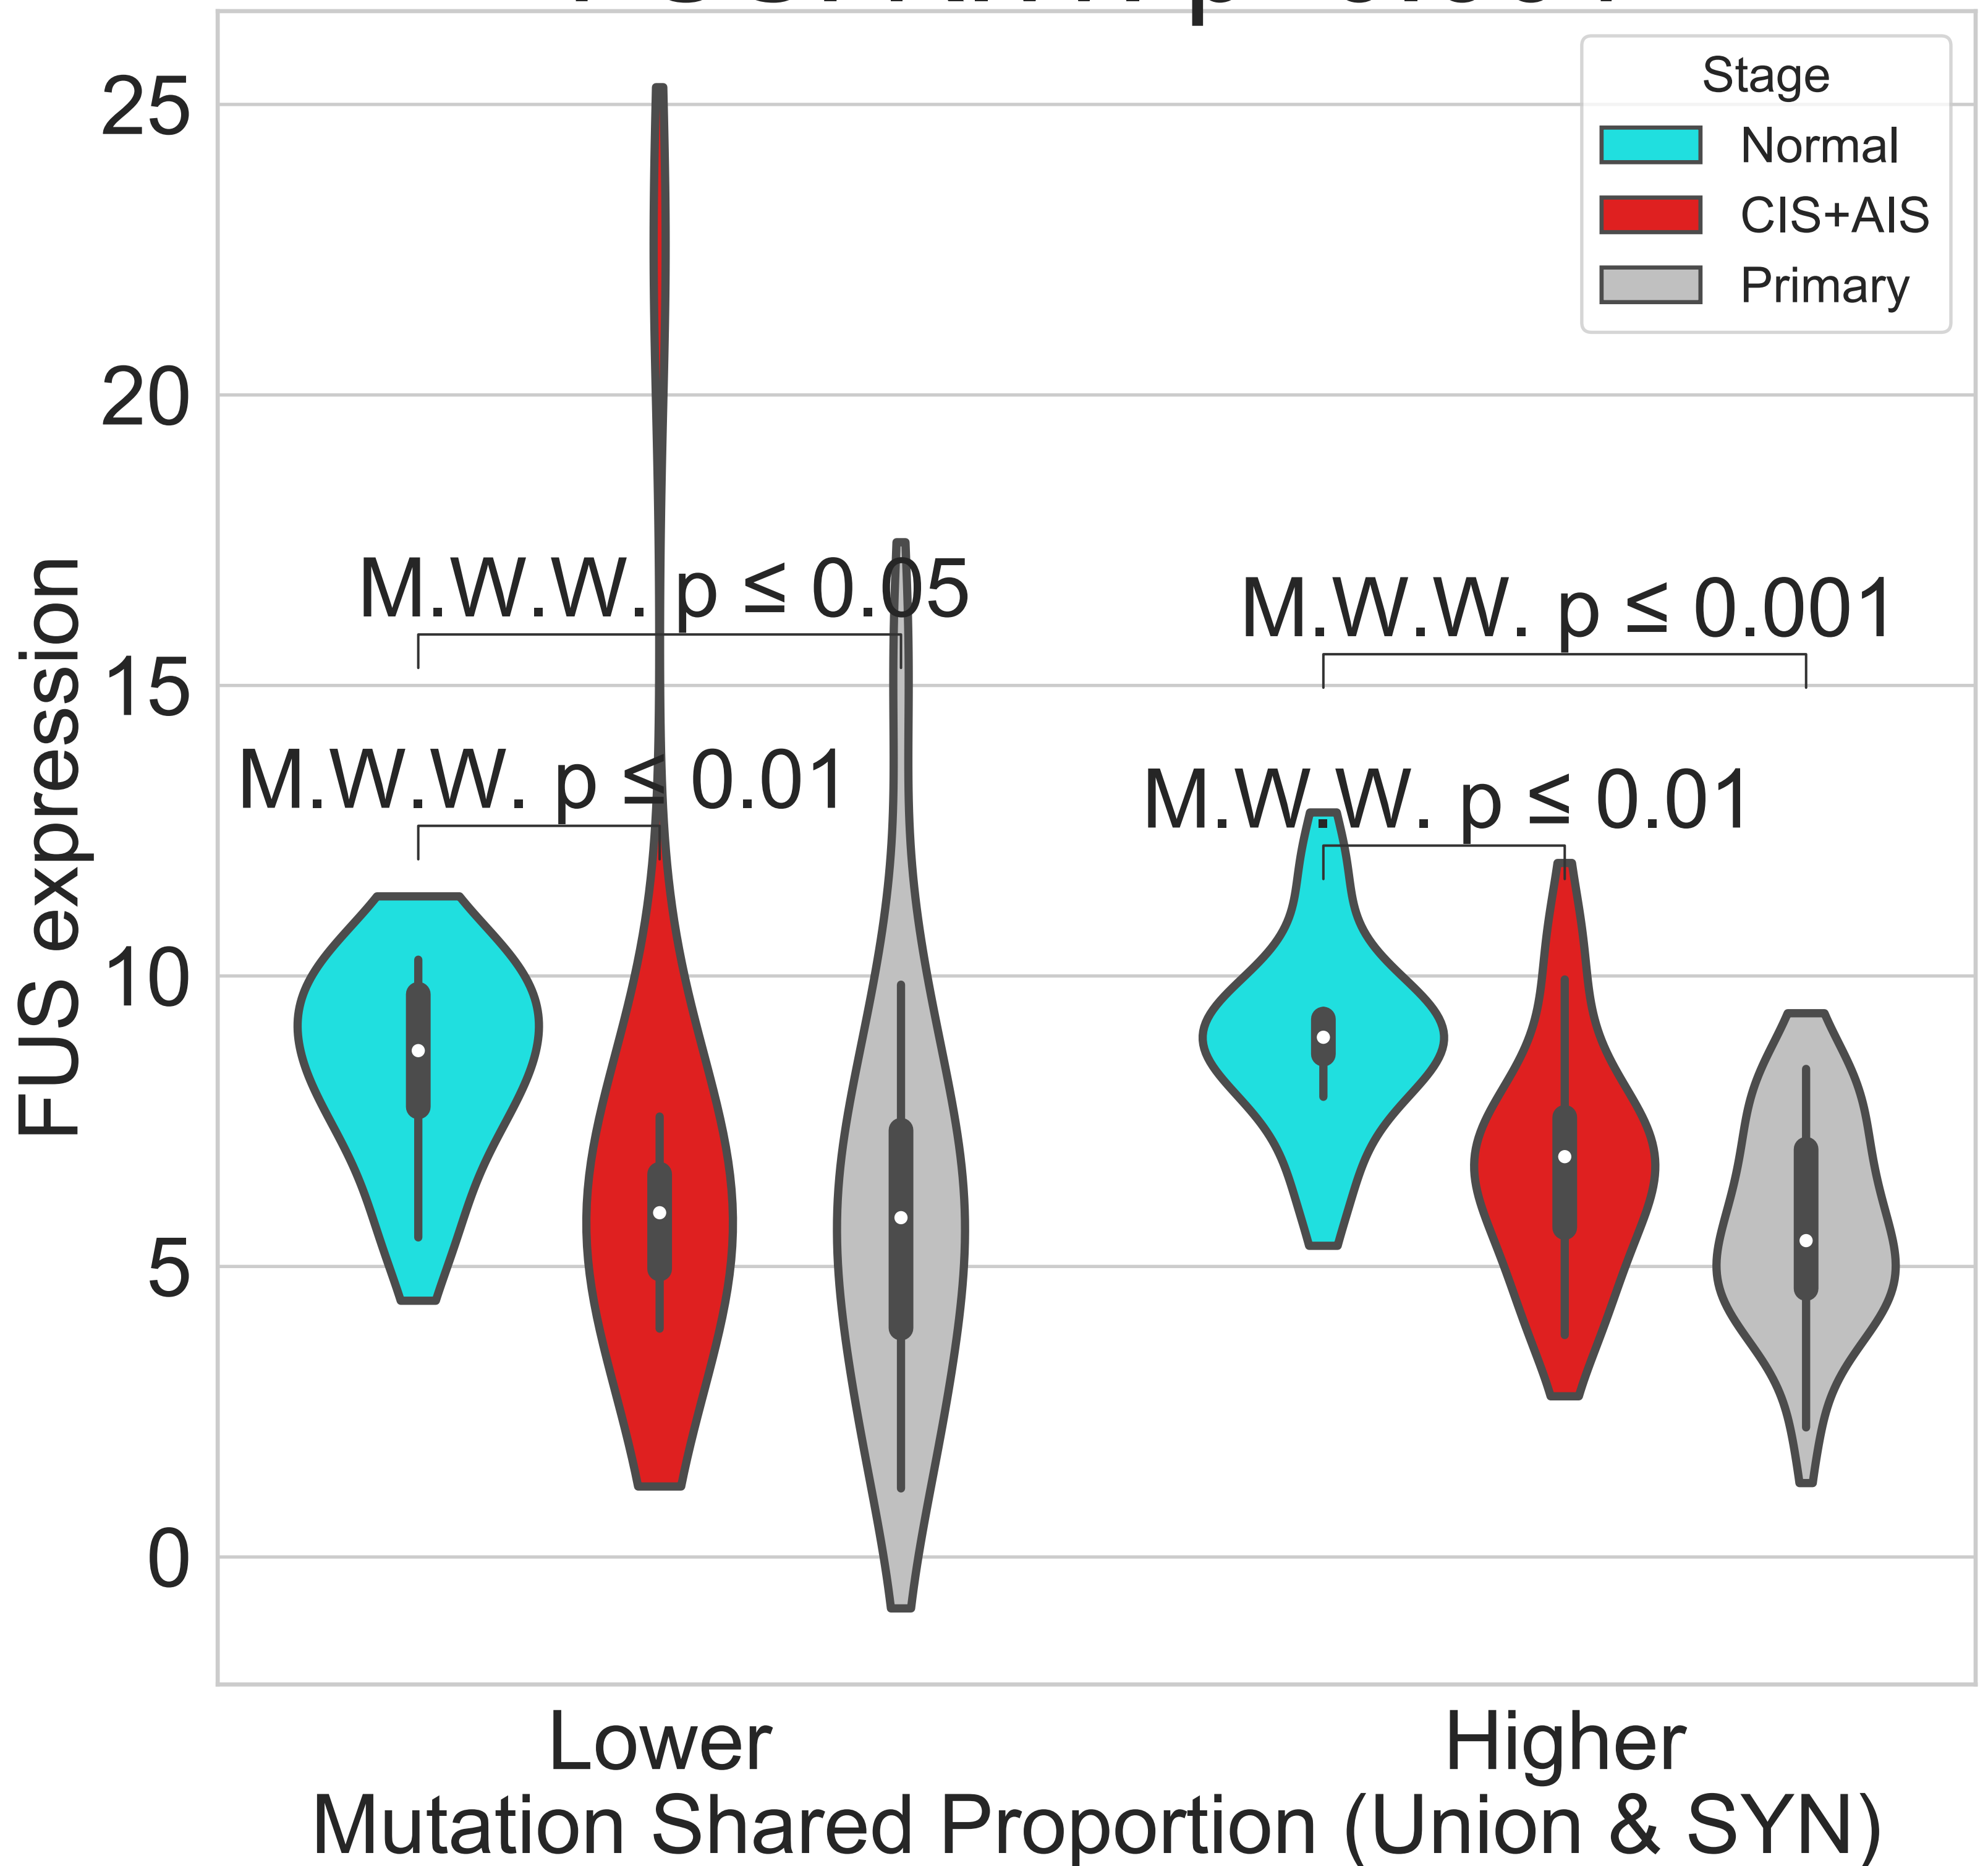 Stage
Normal
CIS+AIS
Primary
25
20
15
10
5
0
FUS expression
M.W.W. p ≤ 0.05
M.W.W. p ≤ 0.001
M.W.W. p ≤ 0.01
M.W.W. p ≤ 0.01
Lower
Higher
Mutation Shared Proportion (Union & SYN)